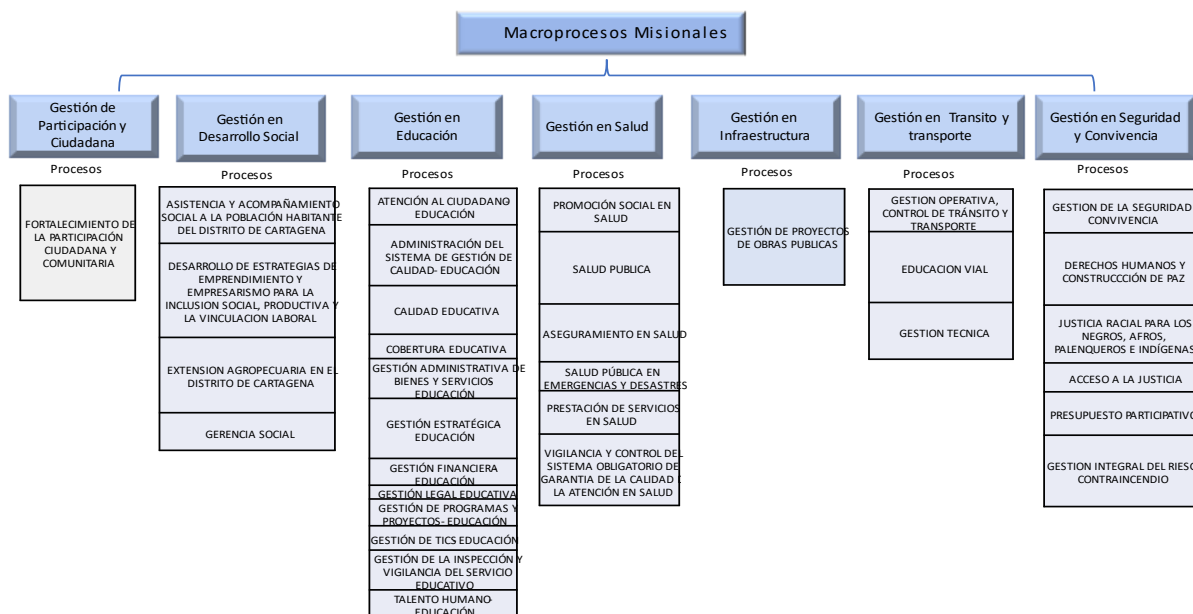 Macroprocesos Misionales
Gestión de
Participación y
Ciudadana
Procesos
FORTALECIMIENTO DE
LA PARTICIPACIÓN
CIUDADANA Y
COMUNITARIA
Gestión en
Desarrollo Social
Procesos
ASISTENCIA Y ACOMPAÑAMIENTO
SOCIAL A LA POBLACIÓN HABITANTE
DEL DISTRITO DE CARTAGENA
DESARROLLO DE ESTRATEGIAS DE
EMPRENDIMIENTO Y
EMPRESARISMO PARA LA
INCLUSION SOCIAL, PRODUCTIVA Y
LA VINCULACION LABORAL
EXTENSION AGROPECUARIA EN EL
DISTRITO DE CARTAGENA
GERENCIA SOCIAL
Gestión en
Educación
Procesos
ATENCIÓN AL CIUDADANO-
EDUCACIÓN
ADMINISTRACIÓN DEL
SISTEMA DE GESTIÓN DE
CALIDAD- EDUCACIÓN
CALIDAD EDUCATIVA
COBERTURA EDUCATIVA
GESTIÓN ADMINISTRATIVA DE
BIENES Y SERVICIOS
EDUCACIÓN
GESTIÓN ESTRATÉGICA
EDUCACIÓN
GESTIÓN FINANCIERA
EDUCACIÓN
GESTIÓN LEGAL EDUCATIVA
GESTIÓN DE PROGRAMAS Y
PROYECTOS- EDUCACIÓN
GESTIÓN DE TICS EDUCACIÓN
GESTIÓN DE LA INSPECCIÓN Y
VIGILANCIA DEL SERVICIO
EDUCATIVO
TALENTO HUMANO-
EDUCACIÓN
Gestión en Salud
Procesos
PROMOCIÓN SOCIAL EN
SALUD
SALUD PUBLICA
ASEGURAMIENTO EN SALUD
SALUD PÚBLICA EN
EMERGENCIAS Y DESASTRES
PRESTACIÓN DE SERVICIOS
EN SALUD
VIGILANCIA Y CONTROL DEL
SISTEMA OBLIGATORIO DE
GARANTIA DE LA CALIDAD
LA ATENCIÓN EN SALUD
Gestión en
Infraestructura
Procesos
GESTIÓN DE PROYECTOS
DE OBRAS PUBLICAS
Gestión en Transito y
transporte
Procesos
GESTION OPERATIVA,
CONTROL DE TRÁNSITO Y
TRANSPORTE
EDUCACION VIAL
GESTION TECNICA
Gestión en Seguridad
y Convivencia
Procesos
GESTION DE LA SEGURIDAD
CONVIVENCIA
DERECHOS HUMANOS Y
CONSTRUCCCIÓN DE PAZ
JUSTICIA RACIAL PARA LOS
NEGROS, AFROS,
PALENQUEROS E INDÍGENAS
ACCESO A LA JUSTICIA
PRESUPUESTO PARTICIPATIVO
GESTION INTEGRAL DEL RIESG
CONTRAINCENDIO